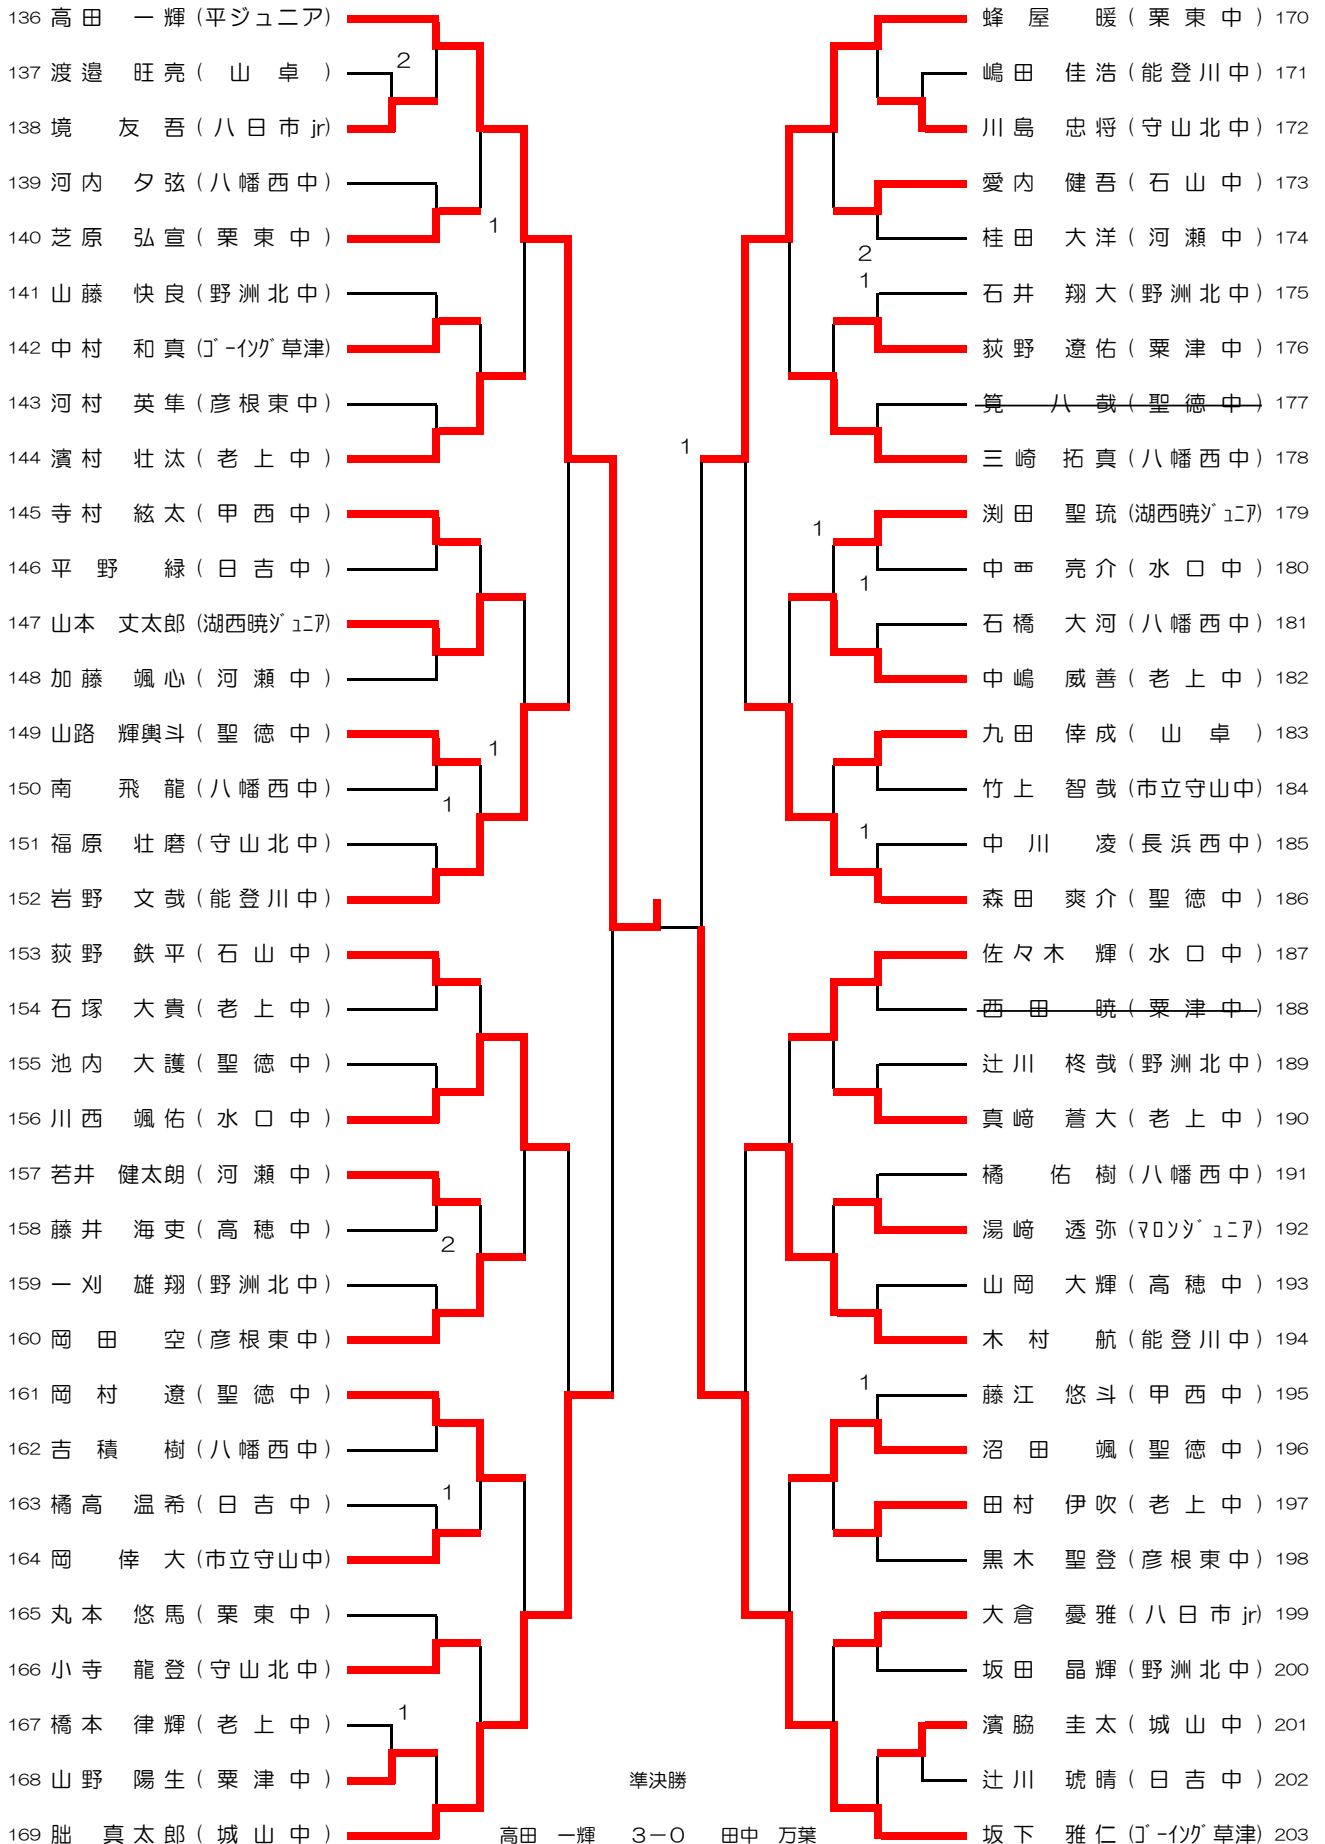 136 高田 一輝 (平ジュニア)
137 渡邉 旺亮 ( 山 卓 )
138 境 友吾 ( 八日市 jr)
139 河内 夕弦 ( 八幡西中 )
140 芝原 弘宣 ( 栗東中 )
141 山藤 快良 ( 野洲北中 )
142 中村 和真 (ゴーイング草津)
143 河村 英隼 ( 彦根東中 )
144 濱村 壮汰 ( 老上中 )
145 寺村 絃太 ( 甲西中 )
146 平野 緑 ( 日吉中 )
147 山本 丈太郎 (湖西暁ジュニア)
148 加藤 颯心 ( 河瀬中 )
149 山路 輝興斗 ( 聖徳中 )
150 南 飛龍 ( 八幡西中 )
151 福原 壮磨 ( 守山北中 )
152 岩野 文哉 ( 能登川中 )
153 荻野 鉄平 ( 石山中 )
154 石塚 大貴 ( 老上中 )
155 池内 大護 ( 聖徳中 )
156 川西 颯佑 ( 水口中 )
157 若井 健太朗 ( 河瀬中 )
158 藤井 海吏 ( 高穂中 )
159 一刈 雄翔 ( 野洲北中 )
160 岡田 空 ( 彦根東中 )
161 岡村 遼 ( 聖徳中 )
162 吉積 樹 ( 八幡西中 )
163 橋高 温希 ( 日吉中 )
164 岡 倖大 (市立守山中)
165 丸本 悠馬 ( 栗東中 )
166 小寺 龍登 ( 守山北中 )
167 橋本 律輝 ( 老上中 )
168 山野 陽生 ( 粟津中 )
169 朏 真太郎 ( 城山中 )
2
1
1
1
2
1
1
1
準決勝
高田 一輝 3-0 田中 万葉
2
1
1
1
1
1
蜂屋 暖 ( 栗東中 ) 170
嶋田 佳浩 ( 能登川中 ) 171
川島 忠将 ( 守山北中 ) 172
愛内 健吾 ( 石山中 ) 173
桂田 大洋 ( 河瀬中 ) 174
石井 翔大 ( 野洲北中 ) 175
荻野 遼佑 ( 粟津中 ) 176
筧 八哉 ( 聖徳中 ) 177
三崎 拓真 ( 八幡西中 ) 178
渕田 聖琉 (湖西暁ジュニア) 179
中西 亮介 ( 水口中 ) 180
石橋 大河 ( 八幡西中 ) 181
中嶋 威善 ( 老上中 ) 182
九田 倖成 ( 山 卓 ) 183
竹上 智哉 (市立守山中) 184
中川 凌 ( 長浜西中 ) 185
森田 爽介 ( 聖徳中 ) 186
佐々木 輝 ( 水口中 ) 187
西田 暁 ( 粟津中 ) 188
辻川 柊哉 ( 野洲北中 ) 189
真﨑 蒼大 ( 老上中 ) 190
橘 佑樹 ( 八幡西中 ) 191
湯﨑 透弥 (マロンジュニア) 192
山岡 大輝 ( 高穂中 ) 193
木村 航 ( 能登川中 ) 194
藤江 悠斗 ( 甲西中 ) 195
沼田 颯 ( 聖徳中 ) 196
田村 伊吹 ( 老上中 ) 197
黒木 聖登 ( 彦根東中 ) 198
大倉 憂雅 ( 八日市 jr) 199
坂田 晶輝 ( 野洲北中 ) 200
濱脇 圭太 ( 城山中 ) 201
辻川 琥晴 ( 日吉中 ) 202
坂下 雅仁 (ゴーイング草津) 203